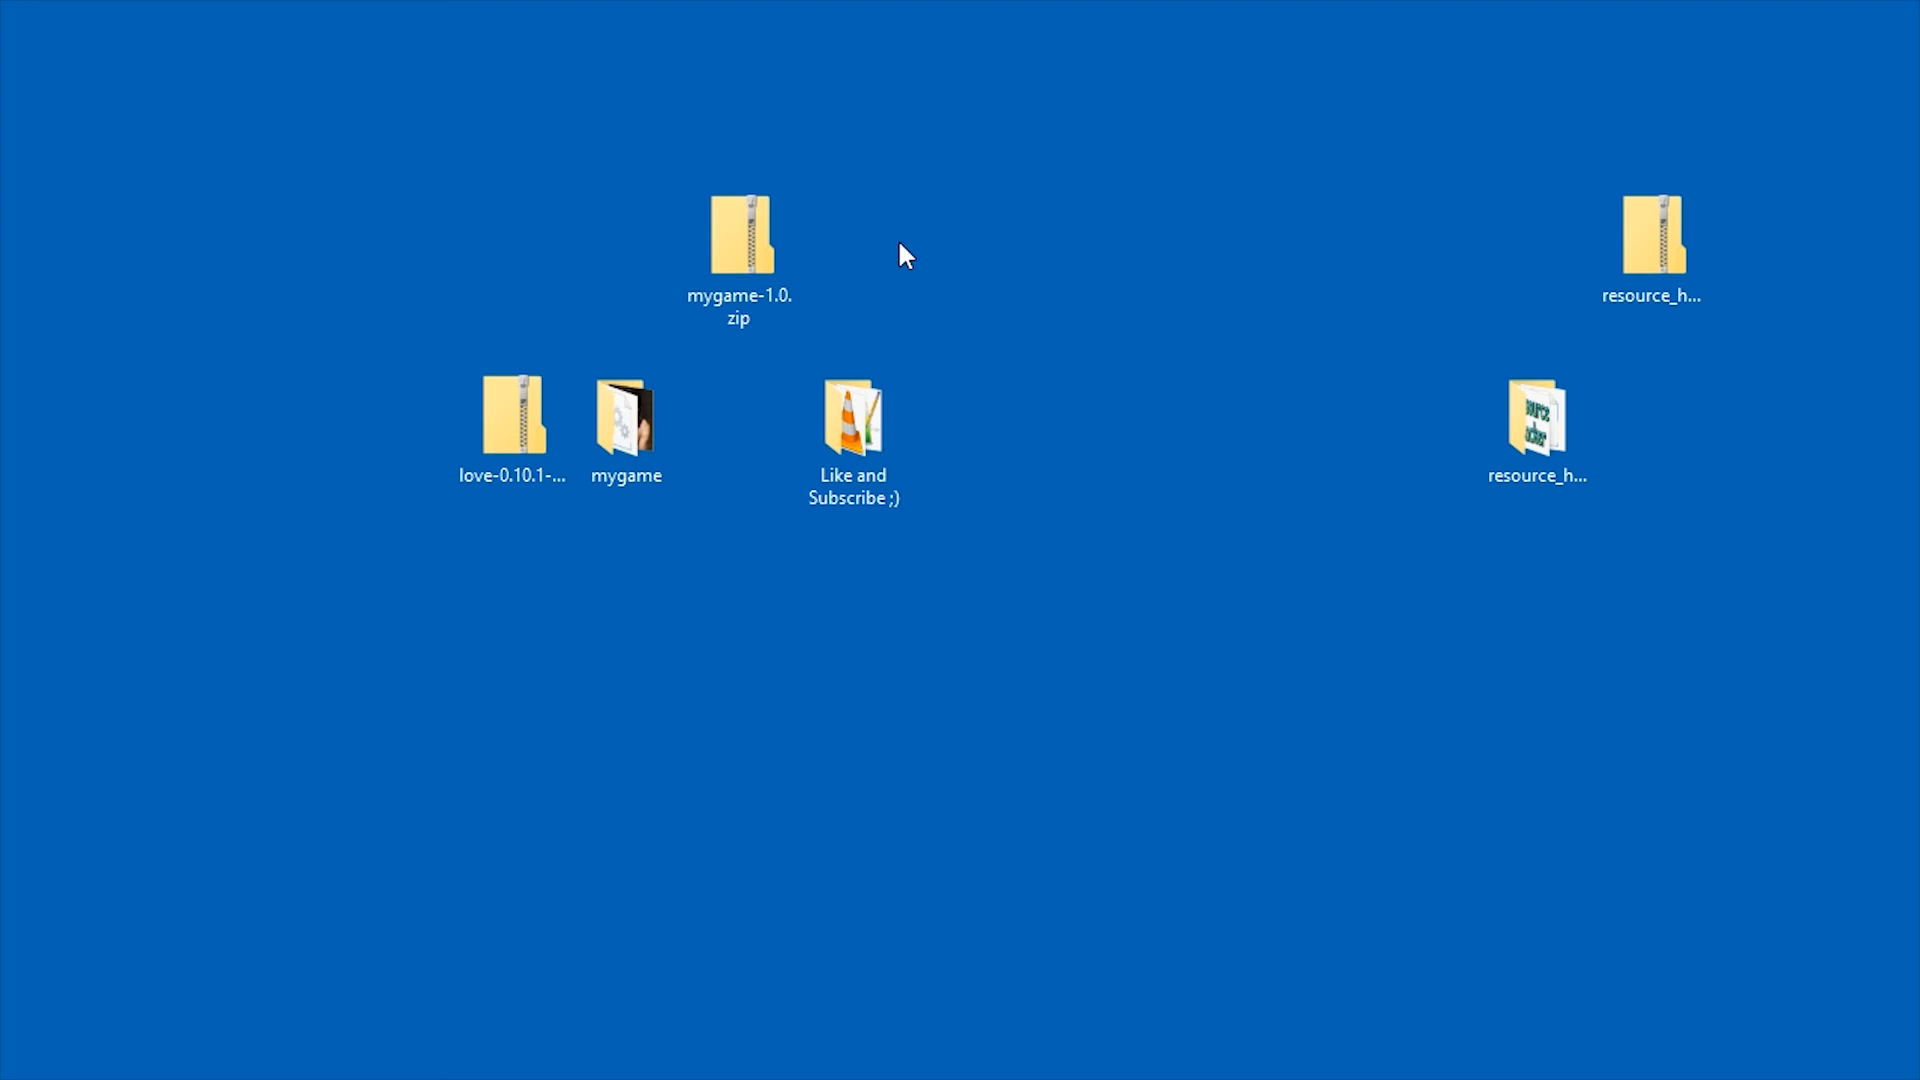 mygame-1.0.
zip
resource_h...
love-0.10.1-...
mygame
Like and
Subscribe ;)
resource_h...